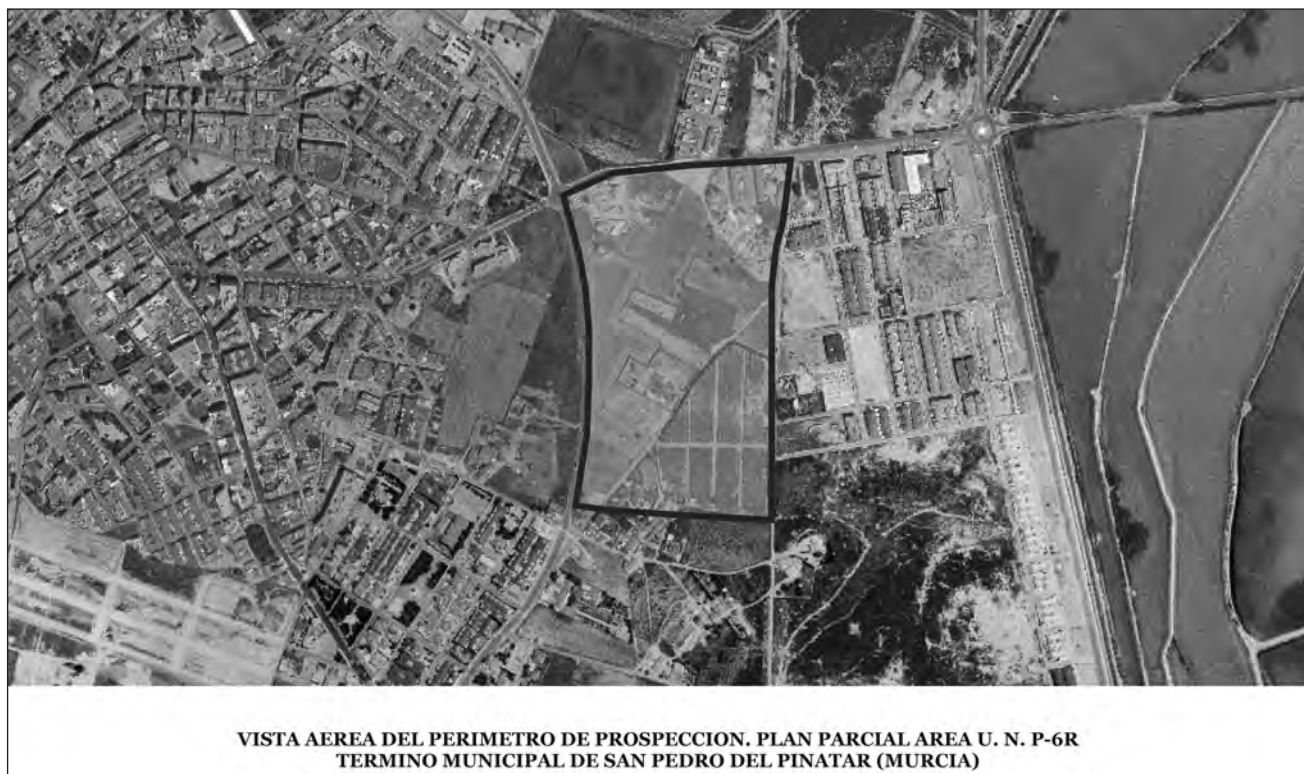 VISTA AEREA DEL PERIMETRO DE PROSPECCION. PLAN PARCIAL AREA U. N. P-6R
TERMINO MUNICIPAL DE SAN PEDRO DEL PINATAR (MURCIA)